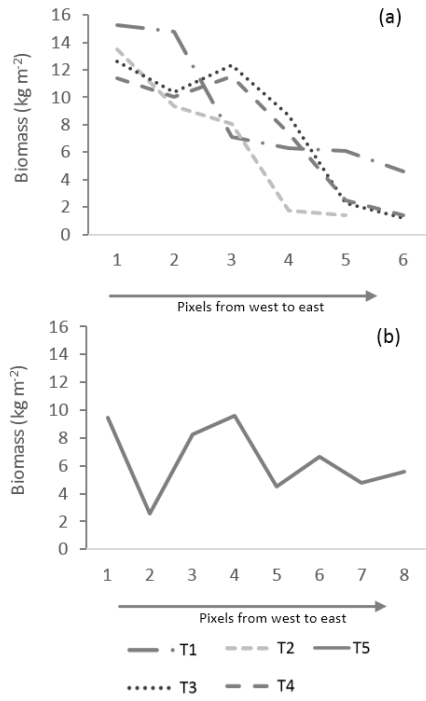 (a)
Biomass (kg m-2)
16
14
12
10
8
6
4
2
0
1 2 3 4 5 6
Pixels from west to east
(b)
Biomass (kg m-2)
16
14
12
10
8
6
4
2
0
1 2 3 4 5 6 7 8
Pixels from west to east
T1 T2 T5
T3 T4